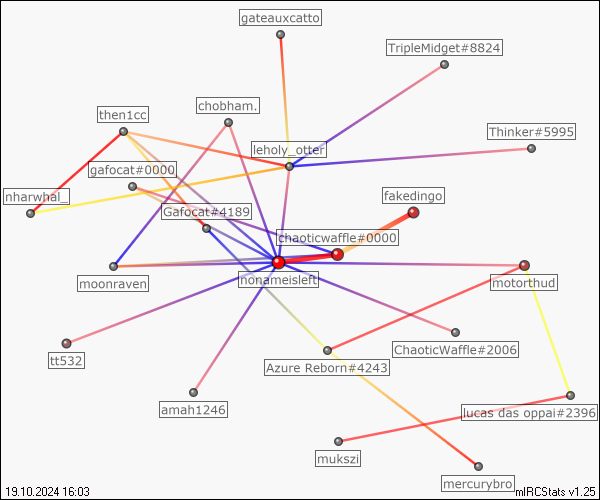 gateauxcatto
TripleMidget#8824
chobham.
then1cc
Thinker#5995
leholy_otter
gafocat#0000
fakedingo
nharwhal_
Gafocat#4189
chaoticwaffle#0000
moonraven
nonameisleft
motorthud
tt532
ChaoticWaffle#2006
Azure Reborn#4243
amah1246
lucas das oppai#2396
mukszi
mercurybro
19.10.2024 16:03
mIRCStats v1.25